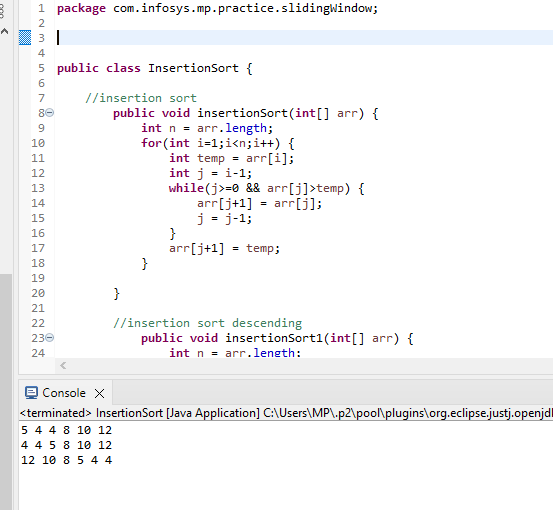 1 package com.infosys.mp.practice.slidingWindow;
2
3
4
5 public class InsertionSort {
6
7 //insertion sort
8 public void insertionSort(int[] arr) {
9 int n = arr.length;
10 for(int i=1;i<n;i++) {
11 int temp = arr[i];
12 int j = i-1;
13 while(j>=0 && arr[j]>temp) {
14 arr[j+1] = arr[j];
15 j = j-1;
16 }
17 arr[j+1] = temp;
18 }
19
20 }
21
22 //insertion sort descending
23 public void insertionSort1(int[] arr) {
24 int n = arr.length;
Console
<terminated> InsertionSort [Java Application] C:\Users\MP\.p2\pool\plugins\org.eclipse.justj.openjd
5 4 4 8 10 12
4 4 5 8 10 12
12 10 8 5 4 4